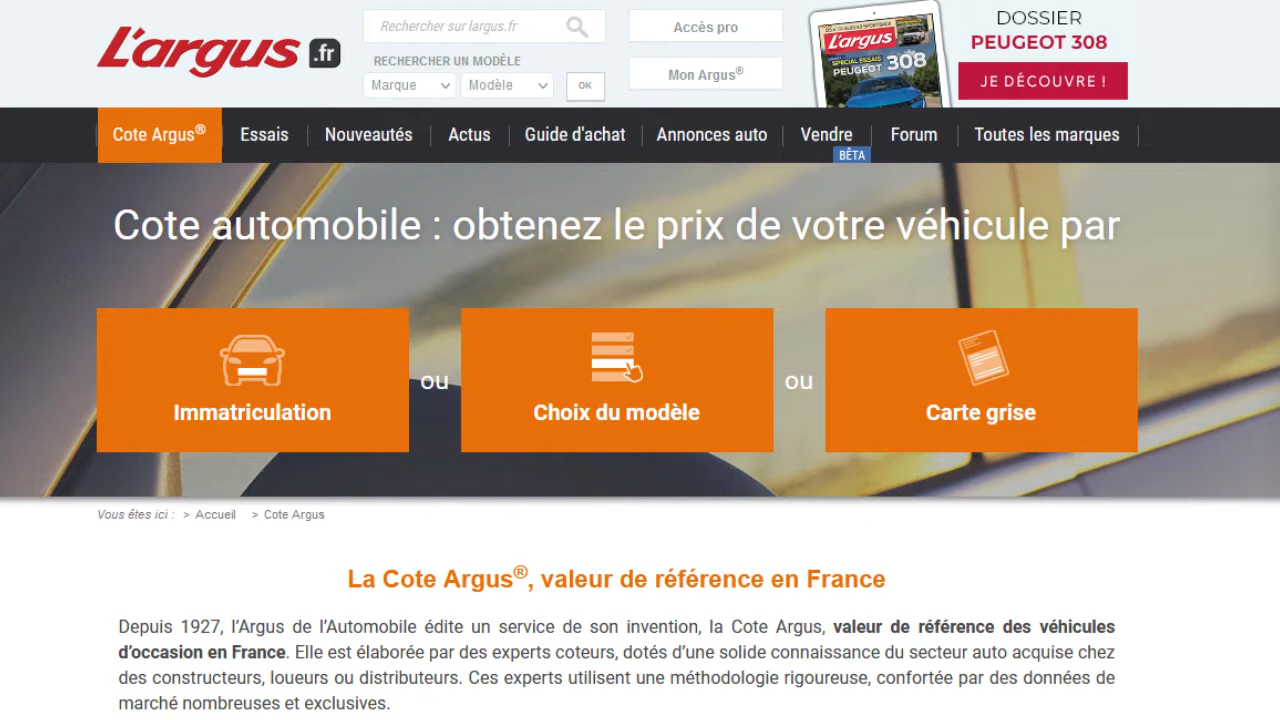 L'argus .fr
Rechercher sur largus.fr
RECHERCHER UN MODÈLE
Marque
Modèle
OK
Accès pro
Mon Argus®
L'argus
SPÉCIAL ESSAIS
PEUGEOT 308
DOSSIER
PEUGEOT 308
JE DÉCOUVRE !
Cote Argus®
Essais
Nouveautés
Actus
Guide d'achat
Annonces auto
Vendre
BÊTA
Forum
Toutes les marques
Cote automobile : obtenez le prix de votre véhicule par
Immatriculation
ou
Choix du modèle
ou
Carte grise
Vous êtes ici : > Accueil > Cote Argus
La Cote Argus®, valeur de référence en France
Depuis 1927, l’Argus de l’Automobile édite un service de son invention, la Cote Argus, valeur de référence des véhicules
d’occasion en France. Elle est élaborée par des experts coteurs, dotés d’une solide connaissance du secteur auto acquise chez
des constructeurs, loueurs ou distributeurs. Ces experts utilisent une méthodologie rigoureuse, confortée par des données de
marché nombreuses et exclusives.